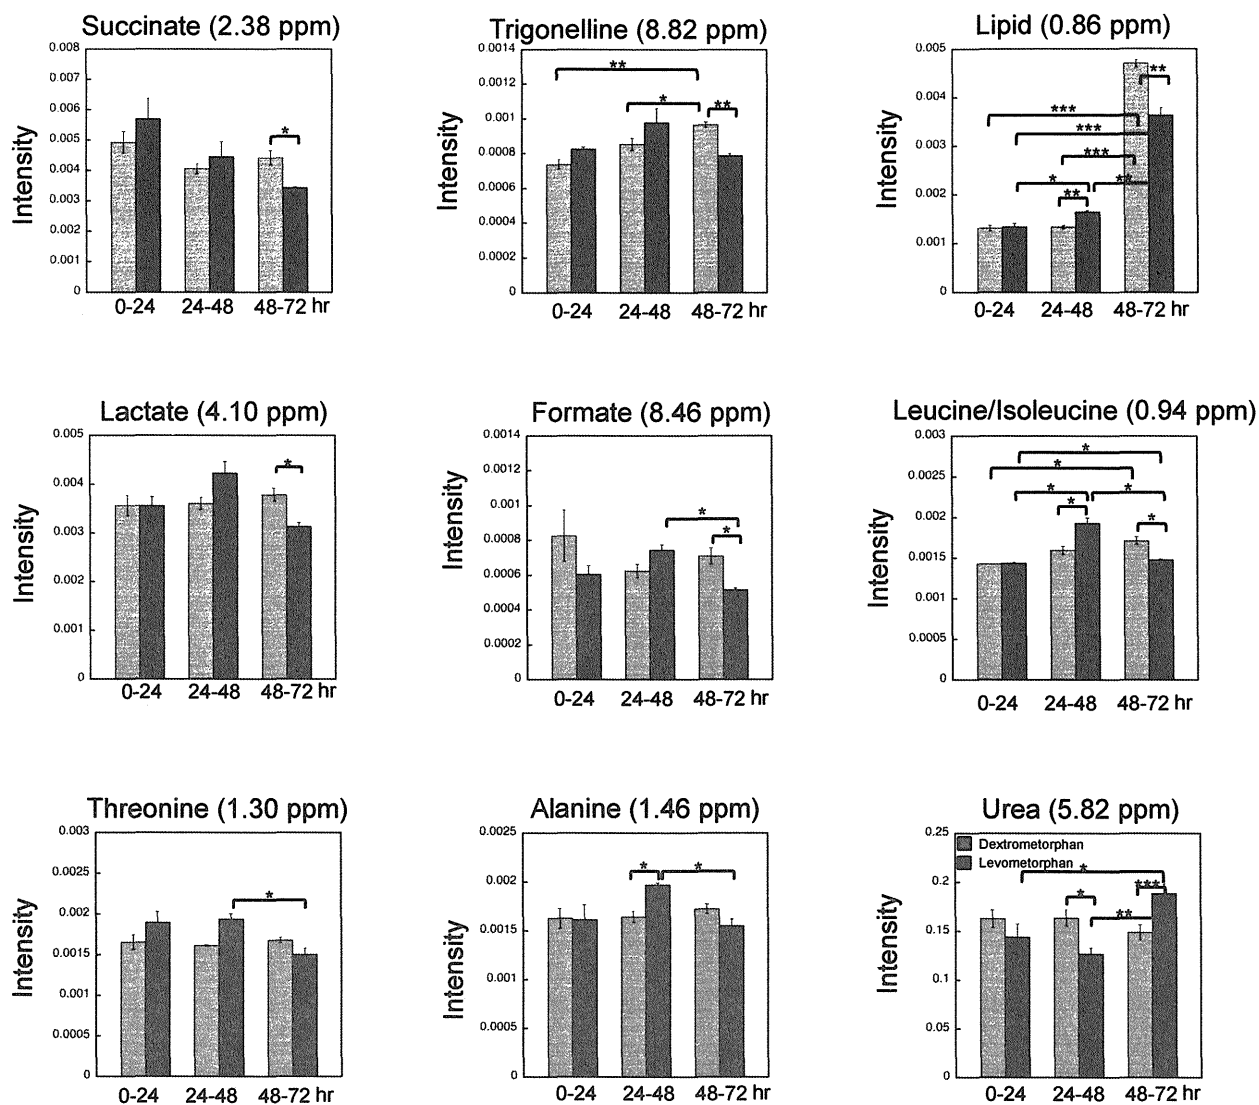 Succinate (2.38 ppm)
Intensity
0.008
0.007
0.006
0.005
0.004
0.003
0.002
0.001
0
*
0-24 24-48 48-72 hr
Trigonelline (8.82 ppm)
Intensity
0.0014
0.0012
0.001
0.0008
0.0006
0.0004
0.0002
0
**
* **
0-24 24-48 48-72 hr
Lipid (0.86 ppm)
Intensity
0.005
0.004
0.003
0.002
0.001
0
**
***
***
***
* **
**
0-24 24-48 48-72 hr
Lactate (4.10 ppm)
Intensity
0.005
0.004
0.003
0.002
0.001
0
*
0-24 24-48 48-72 hr
Formate (8.46 ppm)
Intensity
0.0014
0.0012
0.001
0.0008
0.0006
0.0004
0.0002
0
*
*
0-24 24-48 48-72 hr
Leucine/Isoleucine (0.94 ppm)
Intensity
0.003
0.0025
0.002
0.0015
0.001
0.0005
0
*
*
* *
* *
0-24 24-48 48-72 hr
Threonine (1.30 ppm)
Intensity
0.003
0.0025
0.002
0.0015
0.001
0.0005
0
*
0-24 24-48 48-72 hr
Alanine (1.46 ppm)
Intensity
0.0025
0.002
0.0015
0.001
0.0005
0
* *
0-24 24-48 48-72 hr
Urea (5.82 ppm)
Intensity
0.25
0.2
0.15
0.1
0.05
0
Dextrometorphan
Levometorphan
*
* ***
**
0-24 24-48 48-72 hr